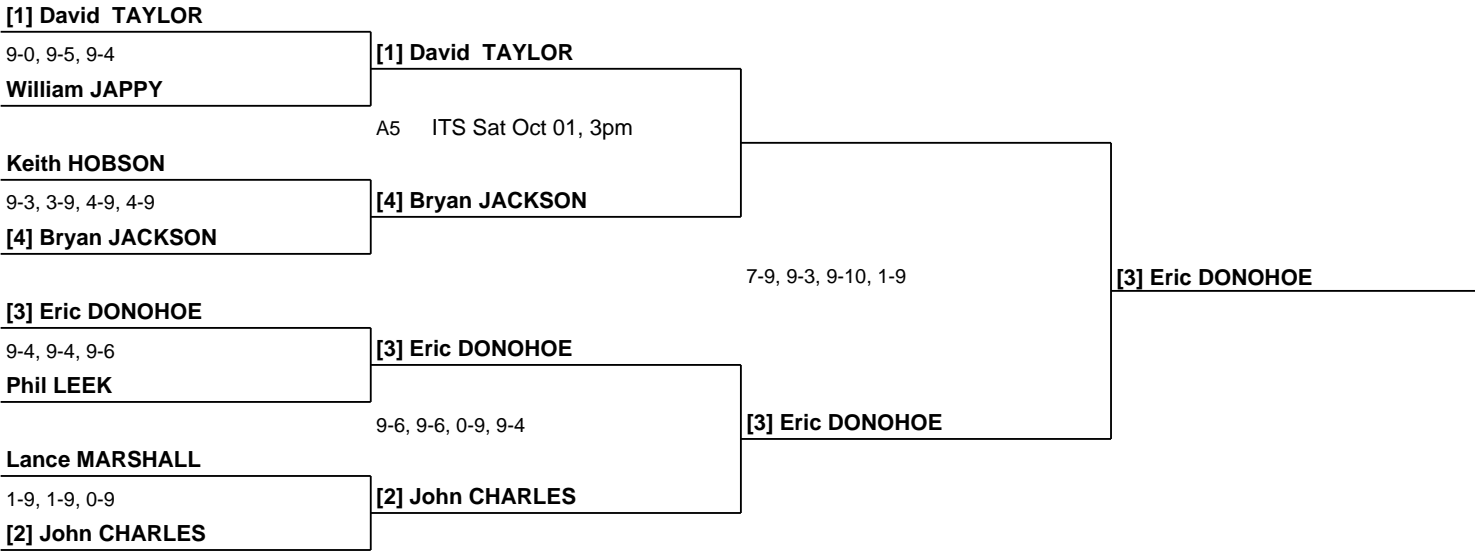 [1] David  TAYLOR
9-0, 9-5, 9-4
[1] David  TAYLOR
William JAPPY
A5 ITS Sat Oct 01, 3pm
Keith HOBSON
9-3, 3-9, 4-9, 4-9
[4] Bryan JACKSON
[4] Bryan JACKSON
7-9, 9-3, 9-10, 1-9
[3] Eric DONOHOE
[3] Eric DONOHOE
9-4, 9-4, 9-6
[3] Eric DONOHOE
Phil LEEK
9-6, 9-6, 0-9, 9-4
[3] Eric DONOHOE
Lance MARSHALL
1-9, 1-9, 0-9
[2] John CHARLES
[2] John CHARLES